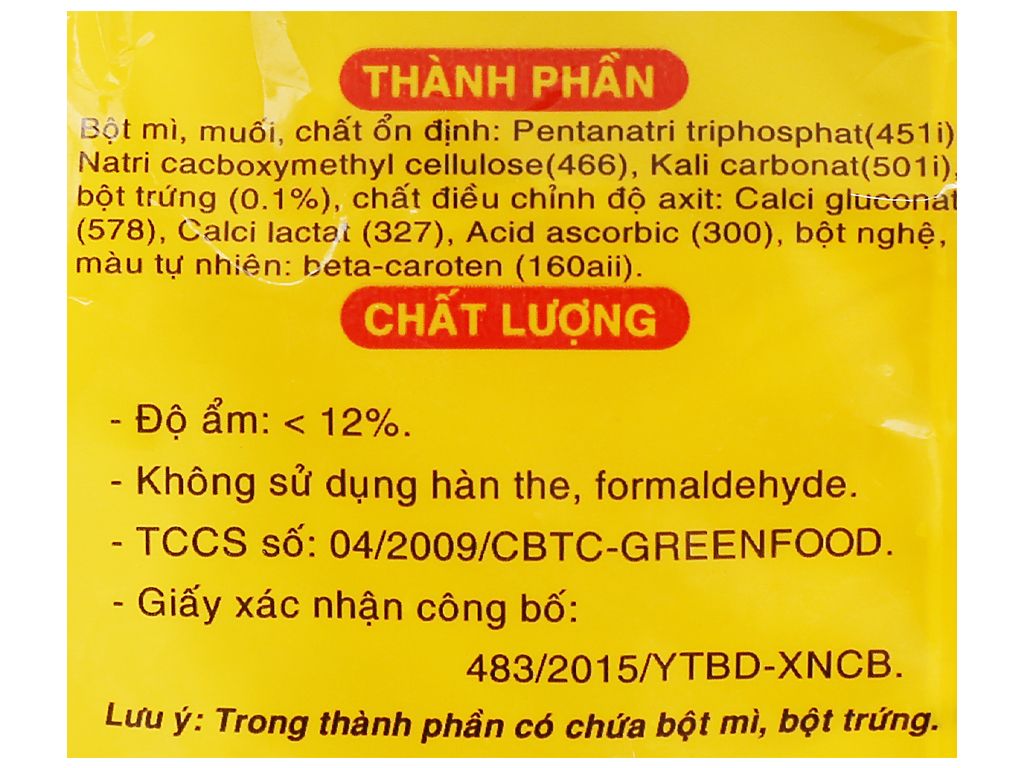 THÀNH PHẦN
Bột mì, muối, chất ổn định: Pentanatri triphosphat(451i)
Natri cacboxymethyl cellulose(466), Kali carbonat(501i),
bột trứng (0.1%), chất điều chỉnh độ axit: Calci gluconat
(578), Calci lactat (327), Acid ascorbic (300), bột nghệ,
màu tự nhiên: beta-caroten (160aii).
CHẤT LƯỢNG
- Độ ẩm: < 12%.
- Không sử dụng hàn the, formaldehyde.
- TCCS số: 04/2009/CBTC-GREENFOOD.
- Giấy xác nhận công bố:
483/2015/YTBD-XNCB.
Lưu ý: Trong thành phần có chứa bột mì, bột trứng.